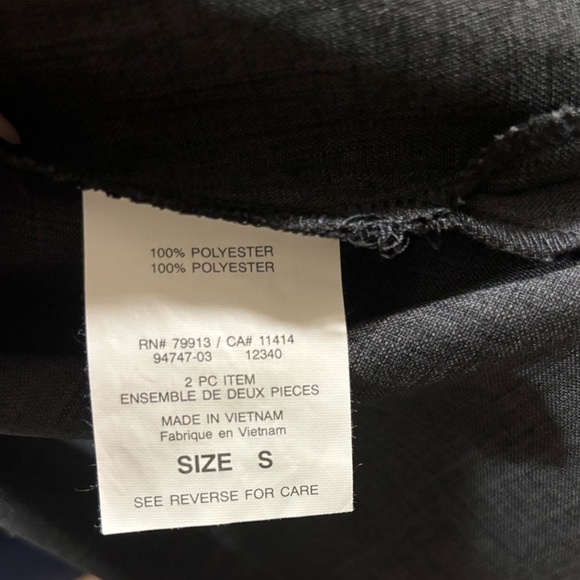 100% POLYESTER
100% POLYESTER
RN# 79913 / CA# 11414
94747-03 12340
2 PC ITEM
ENSEMBLE DE DEUX PIECES
MADE IN VIETNAM
Fabrique en Vietnam
SIZE S
SEE REVERSE FOR CARE